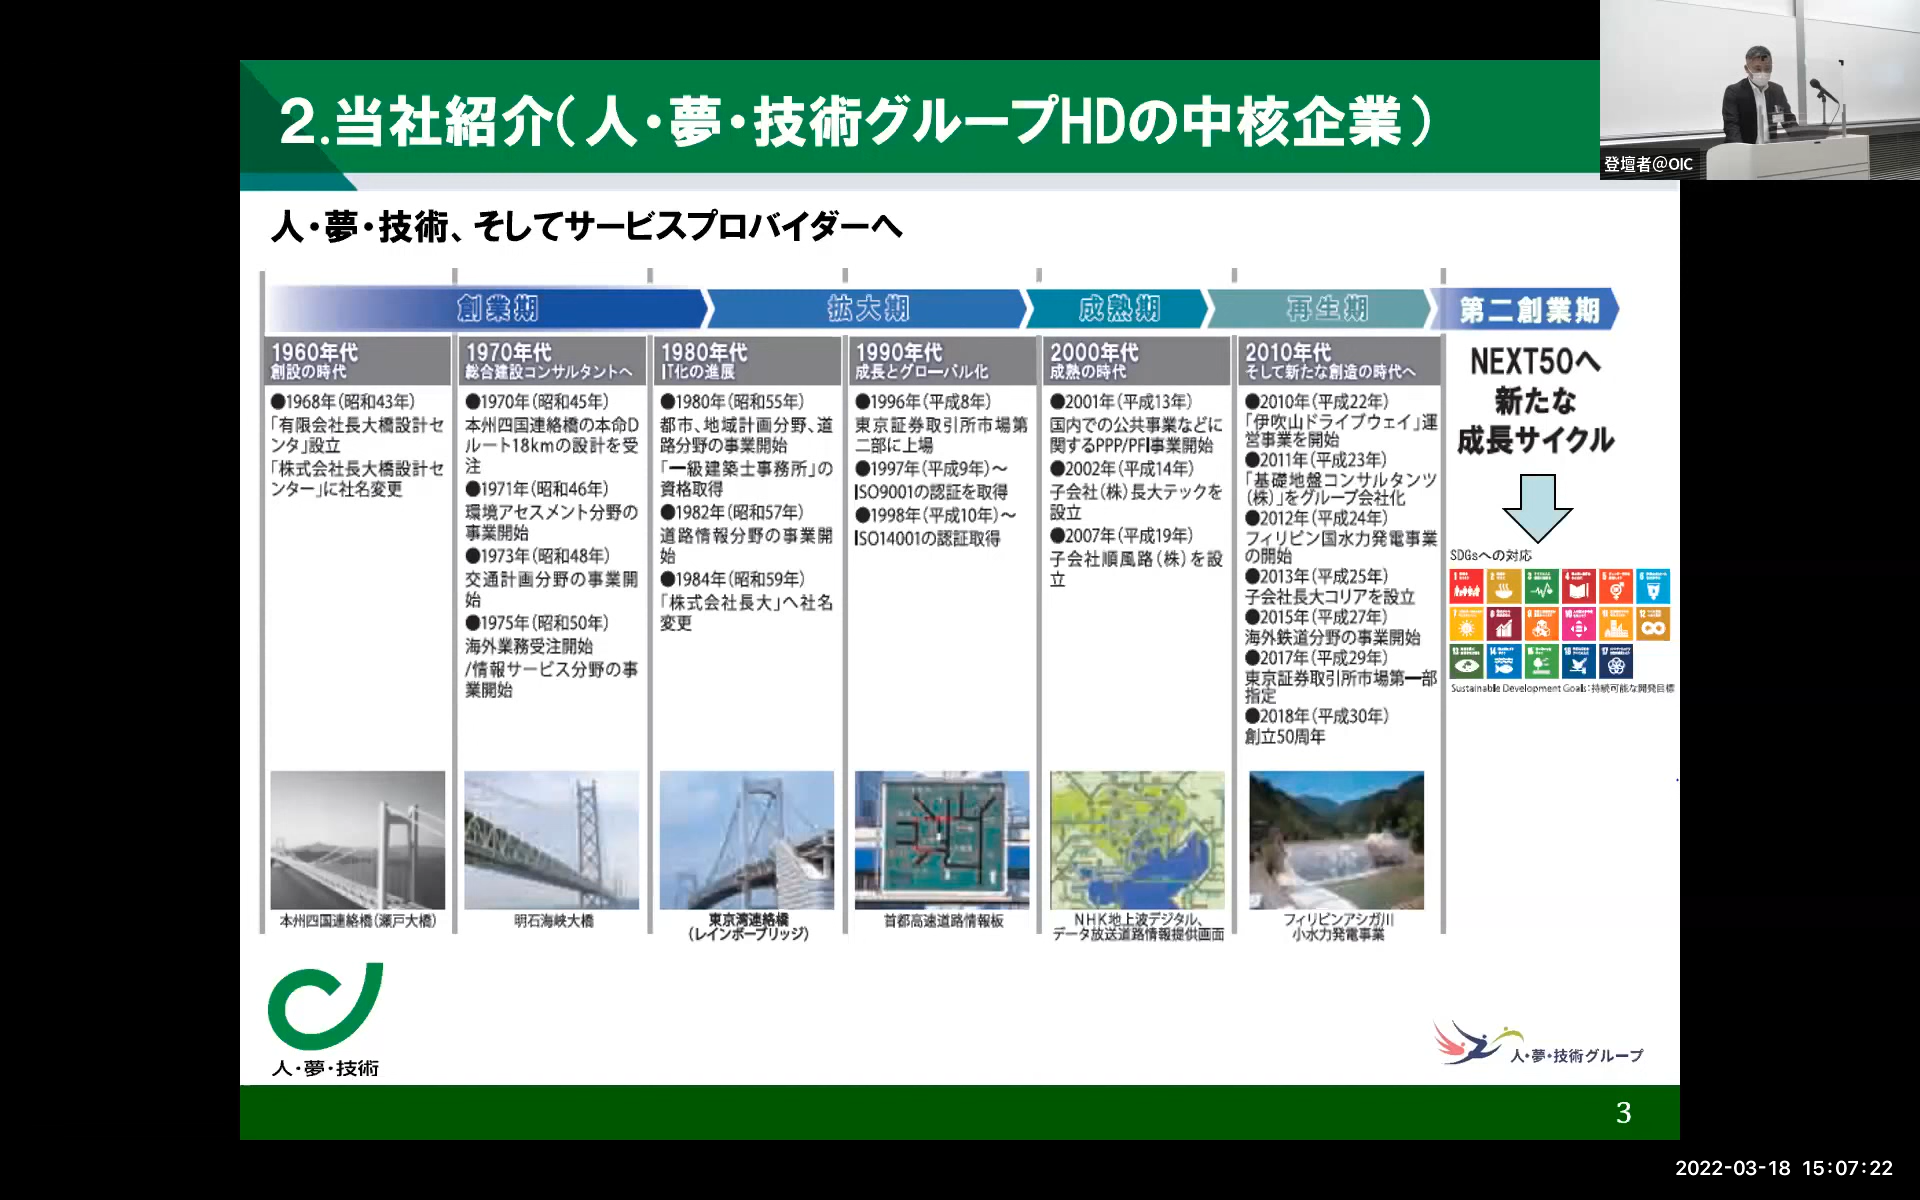 2.当社紹介(人・夢・技術グループHDの中核企業)
登壇者@OIC
人・夢・技術、そしてサービスプロバイダーへ
創業期
拡大期
成熟期
再生期
第二創業期
1960年代
創設の時代
●1968年(昭和43年)
「有限会社長大橋設計セ
ンタ」設立
「株式会社長大橋設計セ
ンター」に社名変更
本州四国連絡橋(瀬戸大橋)
1970年代
総合建設コンサルタントへ
●1970年(昭和45年)
本州四国連絡橋の本命D
ルート18kmの設計を受
注
●1971年(昭和46年)
環境アセスメント分野の
事業開始
●1973年(昭和48年)
交通計画分野の事業開
始
●1975年(昭和50年)
海外業務受注開始
/情報サービス分野の事
業開始
明石海峡大橋
1980年代
IT化の進展
●1980年(昭和55年)
都市、地域計画分野、道
路分野の事業開始
「一級建築士事務所」の
資格取得
●1982年(昭和57年)
道路情報分野の事業開
始
●1984年(昭和59年)
「株式会社長大」へ社名
変更
東京湾連絡橋
(レインボーブリッジ)
1990年代
成長とグローバル化
●1996年(平成8年)
東京証券取引所市場第
二部に上場
●1997年(平成9年)~
ISO9001の認証を取得
●1998年(平成10年)~
ISO14001の認証取得
首都高速道路情報板
2000年代
成熟の時代
●2001年(平成13年)
国内での公共事業などに
関するPPP/PFI事業開始
●2002年(平成14年)
子会社(株)長大テックを
設立
●2007年(平成19年)
子会社順風路(株)を設
立
NHK地上波デジタル、
データ放送道路情報提供画面
2010年代
そして新たな創造の時代へ
●2010年(平成22年)
「伊吹山ドライブウェイ」運
営事業を開始
●2011年(平成23年)
「基礎地盤コンサルタンツ
(株)」をグループ会社化
●2012年(平成24年)
フィリピン国水力発電事業
の開始
●2013年(平成25年)
子会社長大コリアを設立
●2015年(平成27年)
海外鉄道分野の事業開始
●2017年(平成29年)
東京証券取引所市場第一部
指定
●2018年(平成30年)
創立50周年
フィリピンアシガ川
小水力発電事業
NEXT50へ
新たな
成長サイクル
SDGsへの対応
Sustainable Development Goals:持続可能な開発目標
人・夢・技術
人・夢・技術グループ
3
2022-03-18 15:07:22